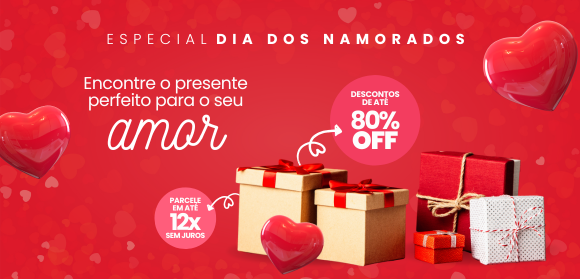 ESPECIAL DIA DOS NAMORADOS
Encontre o presente
perfeito para o seu
amor
DESCONTOS
DE ATÉ
80%
OFF
PARCELE
EM ATÉ
12x
SEM JUROS